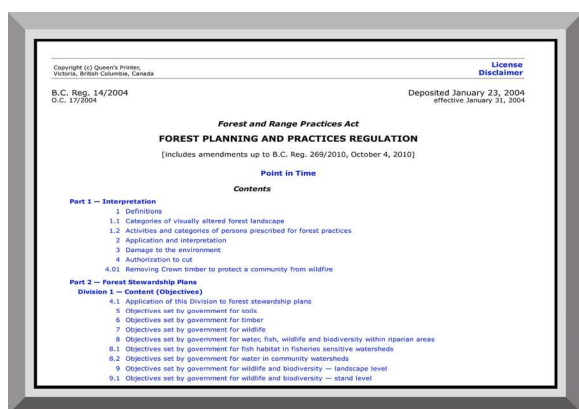 Copyright (c) Queen's Printer,
Victoria, British Columbia, Canada
License
Disclaimer
B.C. Reg. 14/2004
O.C. 17/2004
Deposited January 23, 2004
effective January 31, 2004
Forest and Range Practices Act
FOREST PLANNING AND PRACTICES REGULATION
[includes amendments up to B.C. Reg. 269/2010, October 4, 2010]
Point in Time
Contents
Part 1 — Interpretation
1 Definitions
1.1 Categories of visually altered forest landscape
1.2 Activities and categories of persons prescribed for forest practices
2 Application and interpretation
3 Damage to the environment
4 Authorization to cut
4.01 Removing Crown timber to protect a community from wildfire
Part 2 — Forest Stewardship Plans
Division 1 — Content (Objectives)
4.1 Application of this Division to forest stewardship plans
5 Objectives set by government for soils
6 Objectives set by government for timber
7 Objectives set by government for wildlife
8 Objectives set by government for water, fish, wildlife and biodiversity within riparian areas
8.1 Objectives set by government for fish habitat in fisheries sensitive watersheds
8.2 Objectives set by government for water in community watersheds
9 Objectives set by government for wildlife and biodiversity — landscape level
9.1 Objectives set by government for wildlife and biodiversity — stand level